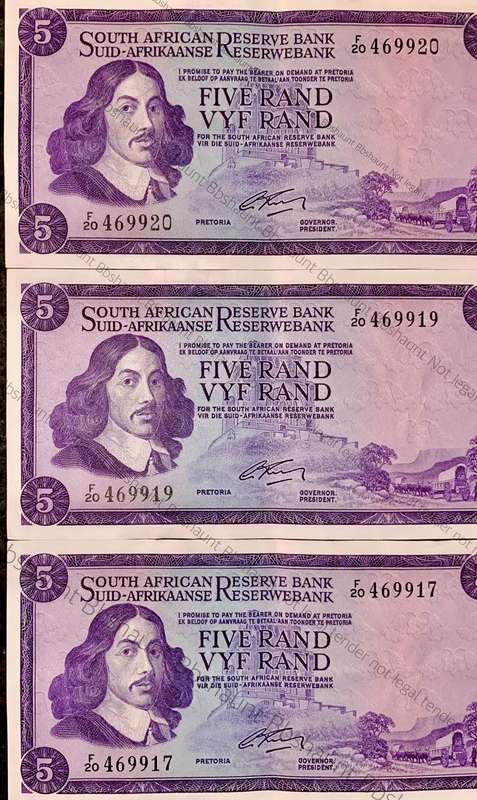 5
SOUTH AFRICAN RESERVE BANK
SUID-AFRIKAANSE RESERWEBANK
F/20 469920
I PROMISE TO PAY THE BEARER ON DEMAND AT PRETORIA
EK BELOOF OP AANVRAAG TE BETAAL AAN TOONDER TE PRETORIA
FIVE RAND
VYF RAND
FOR THE SOUTH AFRICAN RESERVE BANK
VIR DIE SUID-AFRIKAANSE RESERWEBANK
5
F/20 469920
PRETORIA
GOVERNOR.
PRESIDENT.
5
SOUTH AFRICAN RESERVE BANK
SUID-AFRIKAANSE RESERWEBANK
F/20 469919
I PROMISE TO PAY THE BEARER ON DEMAND AT PRETORIA
EK BELOOF OP AANVRAAG TE BETAAL AAN TOONDER TE PRETORIA
FIVE RAND
VYF RAND
FOR THE SOUTH AFRICAN RESERVE BANK
VIR DIE SUID-AFRIKAANSE RESERWEBANK
5
F/20 469919
PRETORIA
GOVERNOR.
PRESIDENT.
5
SOUTH AFRICAN RESERVE BANK
SUID-AFRIKAANSE RESERWEBANK
F/20 469917
I PROMISE TO PAY THE BEARER ON DEMAND AT PRETORIA
EK BELOOF OP AANVRAAG TE BETAAL AAN TOONDER TE PRETORIA
FIVE RAND
VYF RAND
FOR THE SOUTH AFRICAN RESERVE BANK
VIR DIE SUID-AFRIKAANSE RESERWEBANK
5
F/20 469917
PRETORIA
GOVERNOR.
PRESIDENT.
Bbshaunt Not legal tender not legal tender